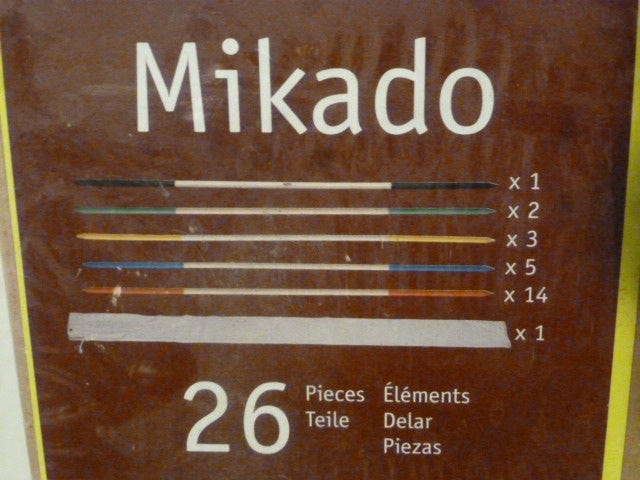 Mikado
x 1
x 2
x 3
x 5
x 14
x 1
26
Pieces Éléments
Teile Delar
Piezas